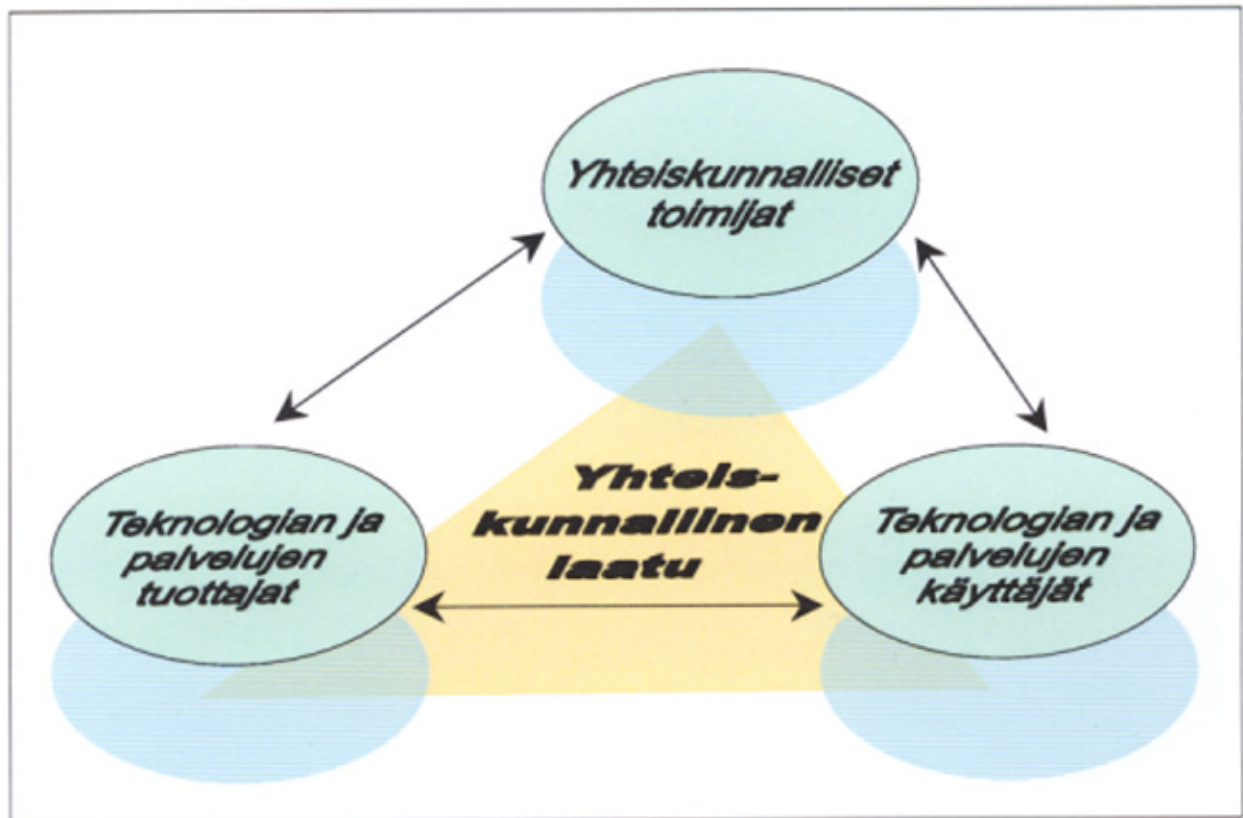 Yhteiskunnalliset
toimijat
Yhteis-
kunnallinen
laatu
Teknologian ja
palvelujen
tuottajat
Teknologian ja
palvelujen
käyttäjät